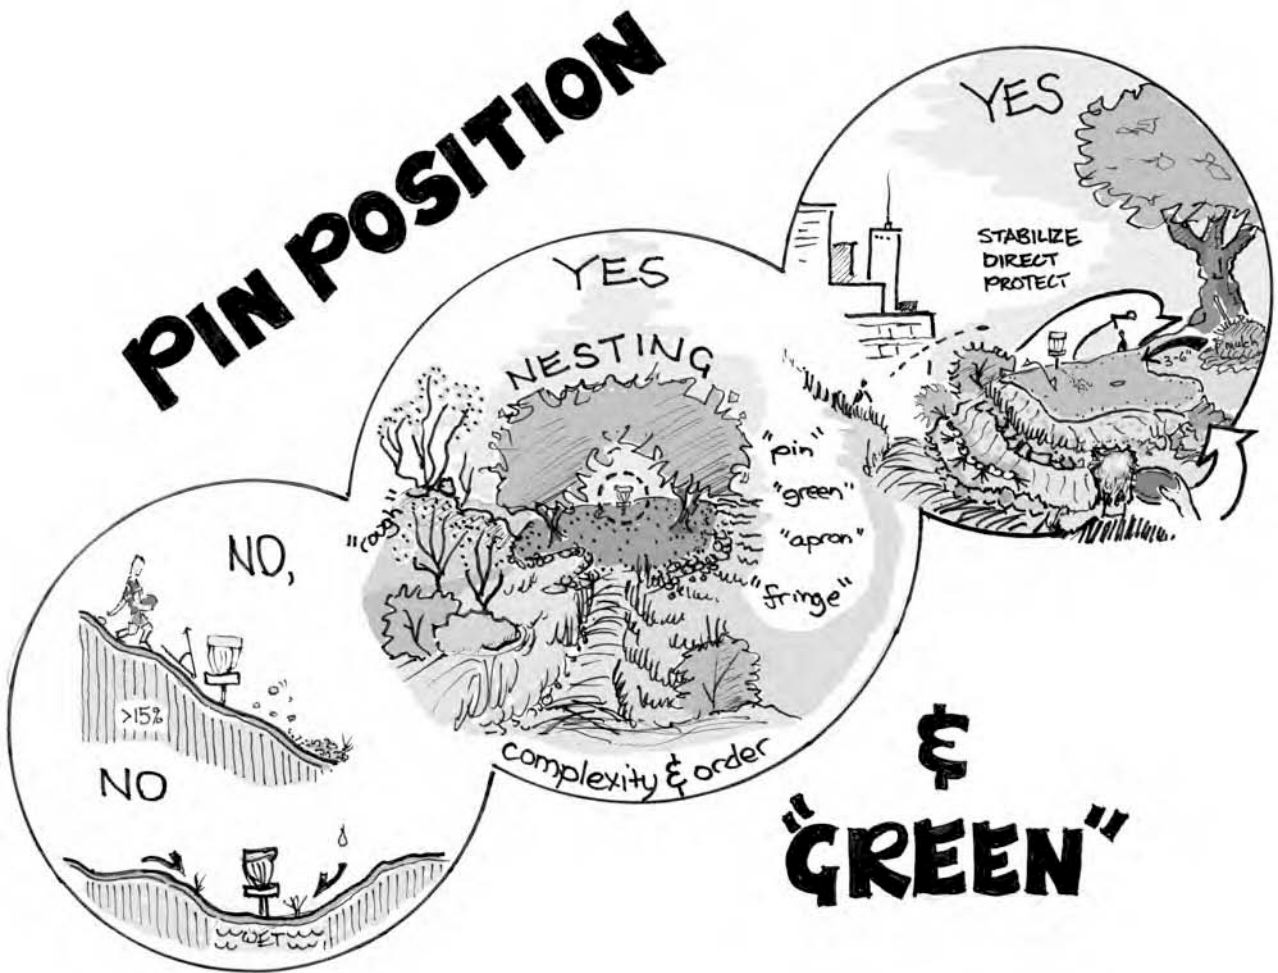 PIN POSITION
YES
STABILIZE
DIRECT
PROTECT
3-6"
mulch
YES
NESTING
"pin"
"green"
"apron"
"fringe"
"rough"
complexity & order
NO,
>15%
NO
WET
&
"GREEN"